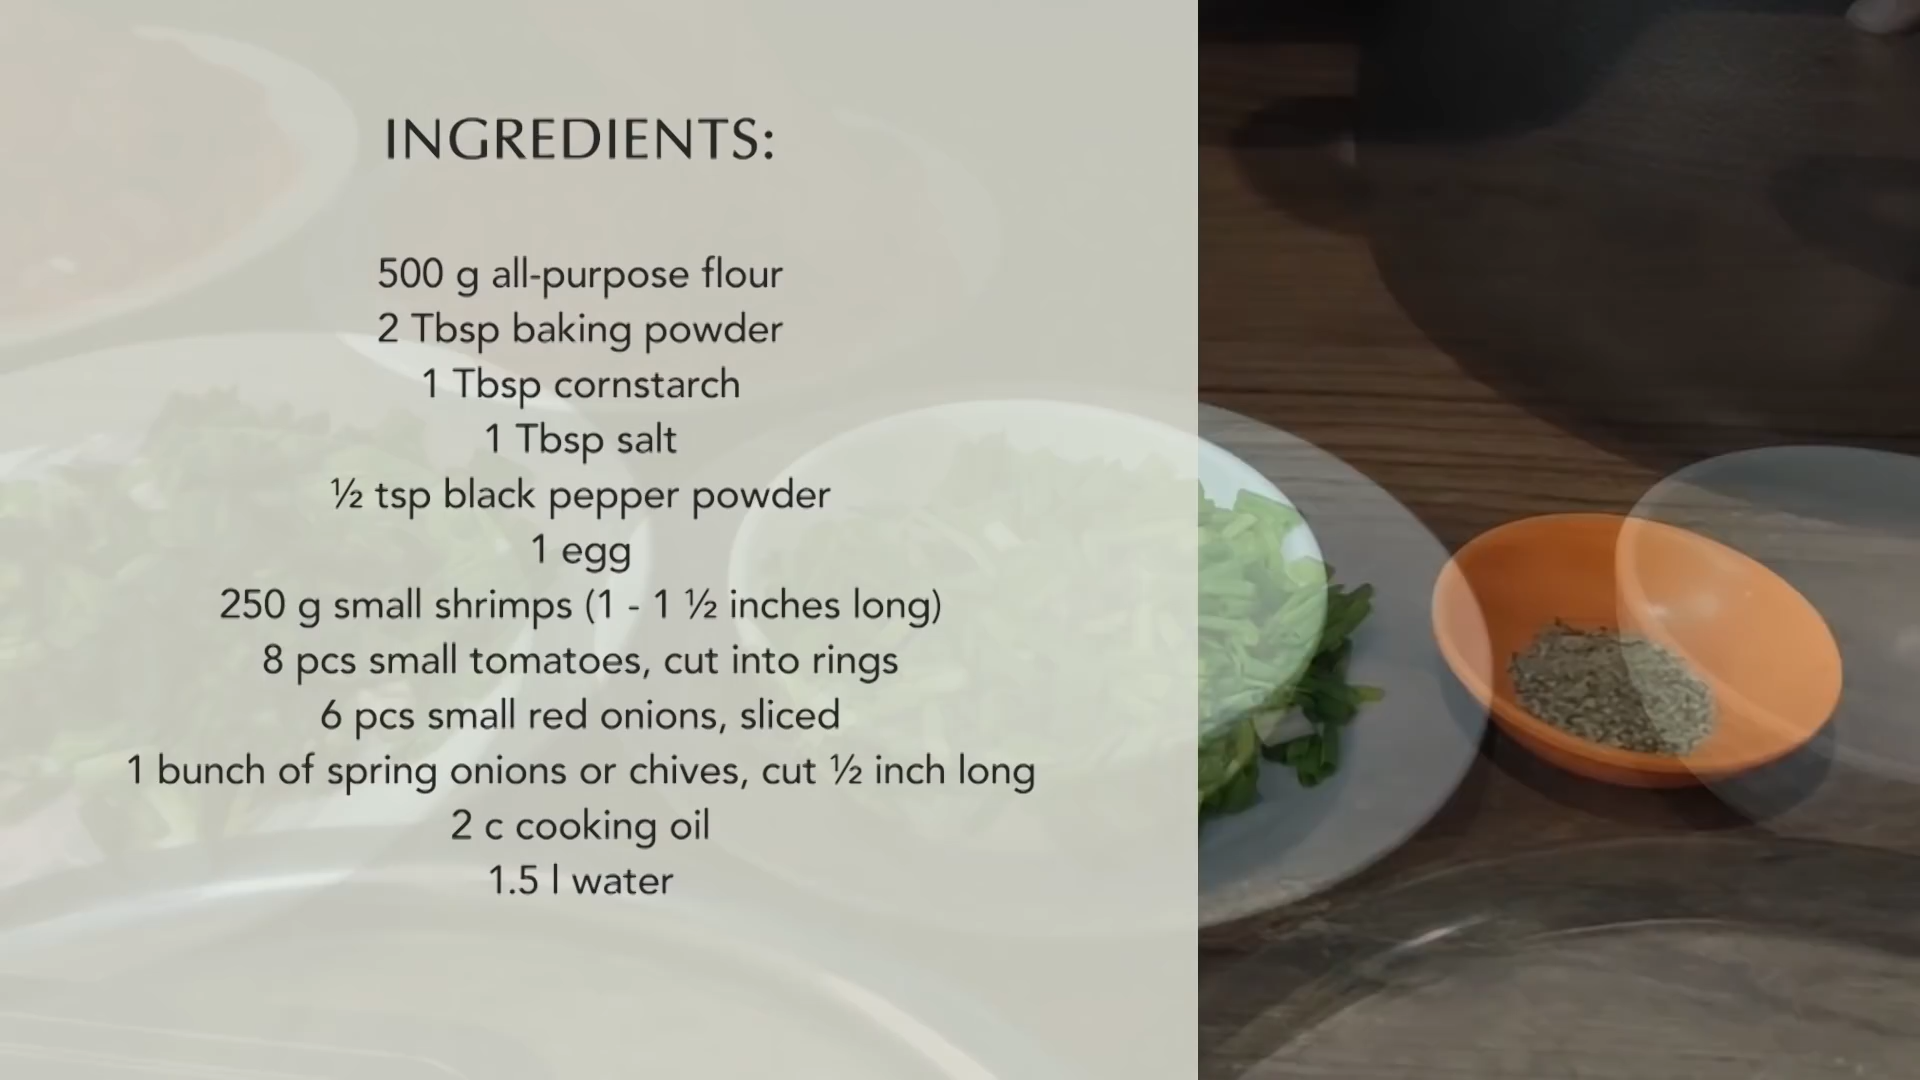 INGREDIENTS:
500 g all-purpose flour
2 Tbsp baking powder
1 Tbsp cornstarch
1 Tbsp salt
½ tsp black pepper powder
1 egg
250 g small shrimps (1 - 1 ½ inches long)
8 pcs small tomatoes, cut into rings
6 pcs small red onions, sliced
1 bunch of spring onions or chives, cut ½ inch long
2 c cooking oil
1.5 l water